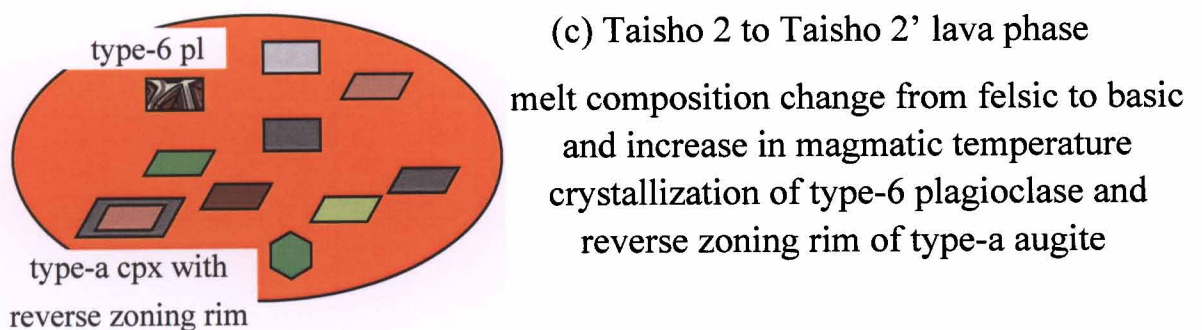 type-6 pl
type-a cpx with
reverse zoning rim
(c) Taisho 2 to Taisho 2’ lava phase
melt composition change from felsic to basic
and increase in magmatic temperature
crystallization of type-6 plagioclase and
reverse zoning rim of type-a augite